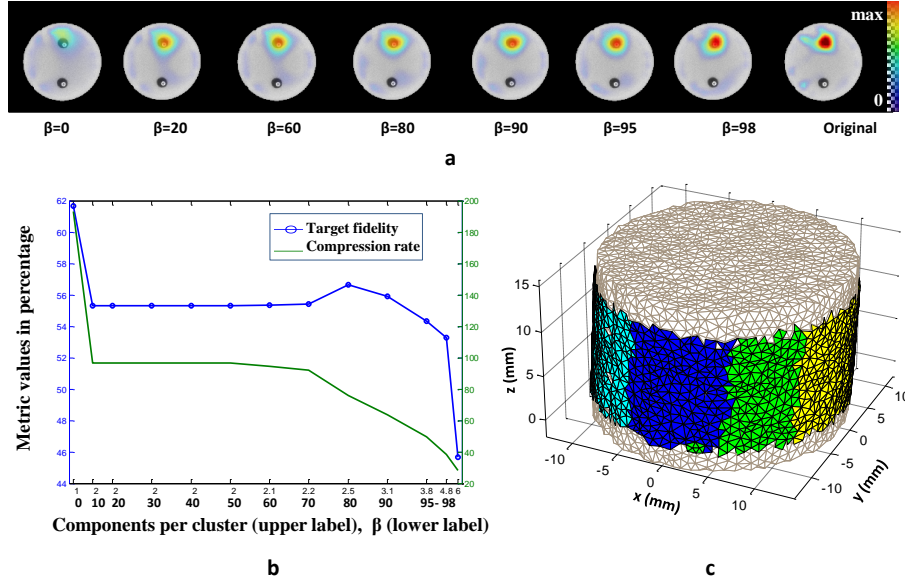 max
0
β=0 β=20 β=60 β=80 β=90 β=95 β=98 Original
a
62 200
60 180
58 160
56 140
54 120
52 100
50 80
48 60
46 40
44 20
Target fidelity
Compression rate
Metric values in percentage
1 2 2 2 2 2 2.1 2.2 2.5 3.1 3.8 4.8 6
0 10 20 30 40 50 60 70 80 90 95- 98
Components per cluster (upper label), β (lower label)
b
15
10
5
0
z (mm)
-10 -5 0 5 10
x (mm)
-10 -5 0 5 10
y (mm)
c